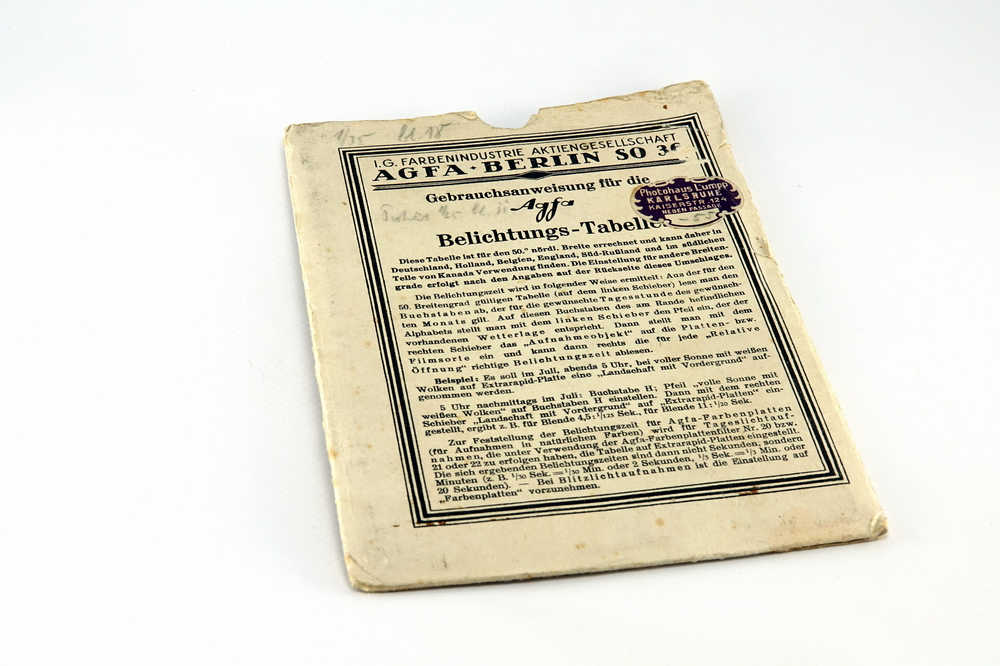 1/25
I.G. FARBENINDUSTRIE AKTIENGESELLSCHAFT
AGFA · BERLIN SO 36
Gebrauchsanweisung für die
Agfa
Belichtungs-Tabelle
Photohaus Lumpp
KARLSRUHE
KAISERSTR. 124
NEBEN PASSAGE
Diese Tabelle ist für den 50.° nördl. Breite errechnet und kann daher in
Deutschland, Holland, Belgien, England, Süd-Rußland und im südlichen
Teile von Kanada Verwendung finden. Die Einstellung für andere Breiten-
grade erfolgt nach den Angaben auf der Rückseite dieses Umschlages.
Die Belichtungszeit wird in folgender Weise ermittelt: Aus der für den
50. Breitengrad gültigen Tabelle (auf dem linken Schieber) lese man den
Buchstaben ab, der für die gewünschte Tagesstunde des gewünsch-
ten Monats gilt. Auf diesen Buchstaben des am Rande befindlichen
Alphabets stellt man mit dem linken Schieber den Pfeil ein, der der
vorhandenen Wetterlage entspricht. Dann stellt man mit dem
rechten Schieber das „Aufnahmeobjekt" auf die Platten- bzw.
Filmsorte ein und kann dann rechts die für jede „Relative
Öffnung" richtige Belichtungszeit ablesen.
Beispiel: Es soll im Juli, abends 5 Uhr, bei voller Sonne mit weißen
Wolken auf Extrarapid-Platte eine „Landschaft mit Vordergrund" auf-
genommen werden.
5 Uhr nachmittags im Juli: Buchstabe H; Pfeil „volle Sonne mit
weißen Wolken" auf Buchstaben H einstellen. Dann mit dem rechten
Schieber „Landschaft mit Vordergrund" auf „Extrarapid-Platten" ein-
gestellt, ergibt z. B. für Blende 4,5: 1/125 Sek., für Blende 11: 1/20 Sek.
Zur Feststellung der Belichtungszeit für Agfa-Farbenplatten
(für Aufnahmen in natürlichen Farben) wird für Tageslichtauf-
nahmen, die unter Verwendung der Agfa-Farbenplattenfilter Nr. 20 bzw.
21 oder 22 zu erfolgen haben, die Tabelle auf Extrarapid-Platten eingestellt.
Die sich ergebenden Belichtungszeiten sind dann nicht Sekunden, sondern
Minuten (z. B. 1/30 Sek. = 1/30 Min. oder 2 Sekunden, 1/3 Sek. = 1/3 Min. oder
20 Sekunden). — Bei Blitzlichtaufnahmen ist die Einstellung auf
„Farbenplatten" vorzunehmen.